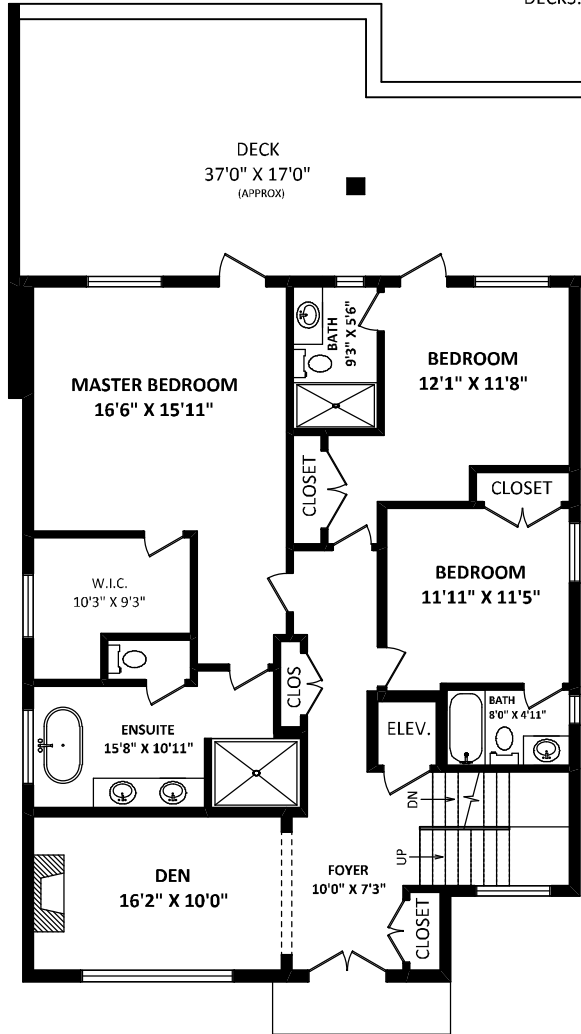 DECKS:
DECK
37'0" X 17'0"
(APPROX)
BATH
9'3" X 5'6"
MASTER BEDROOM
16'6" X 15'11"
BEDROOM
12'1" X 11'8"
CLOSET
CLOSET
W.I.C.
10'3" X 9'3"
BEDROOM
11'11" X 11'5"
CLOS
BATH
8'0" X 4'11"
ENSUITE
15'8" X 10'11"
ELEV.
DN
UP
DEN
16'2" X 10'0"
FOYER
10'0" X 7'3"
CLOSET